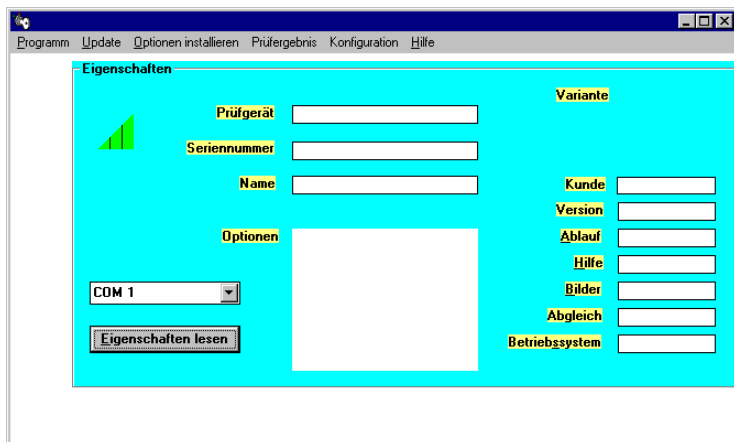 Programm Update Optionen installieren Prüfergebnis Konfiguration Hilfe
Eigenschaften
Variante
Prüfgerät
Seriennummer
Name
Kunde
Version
Optionen
Ablauf
Hilfe
COM 1
Bilder
Abgleich
Eigenschaften lesen
Betriebssystem